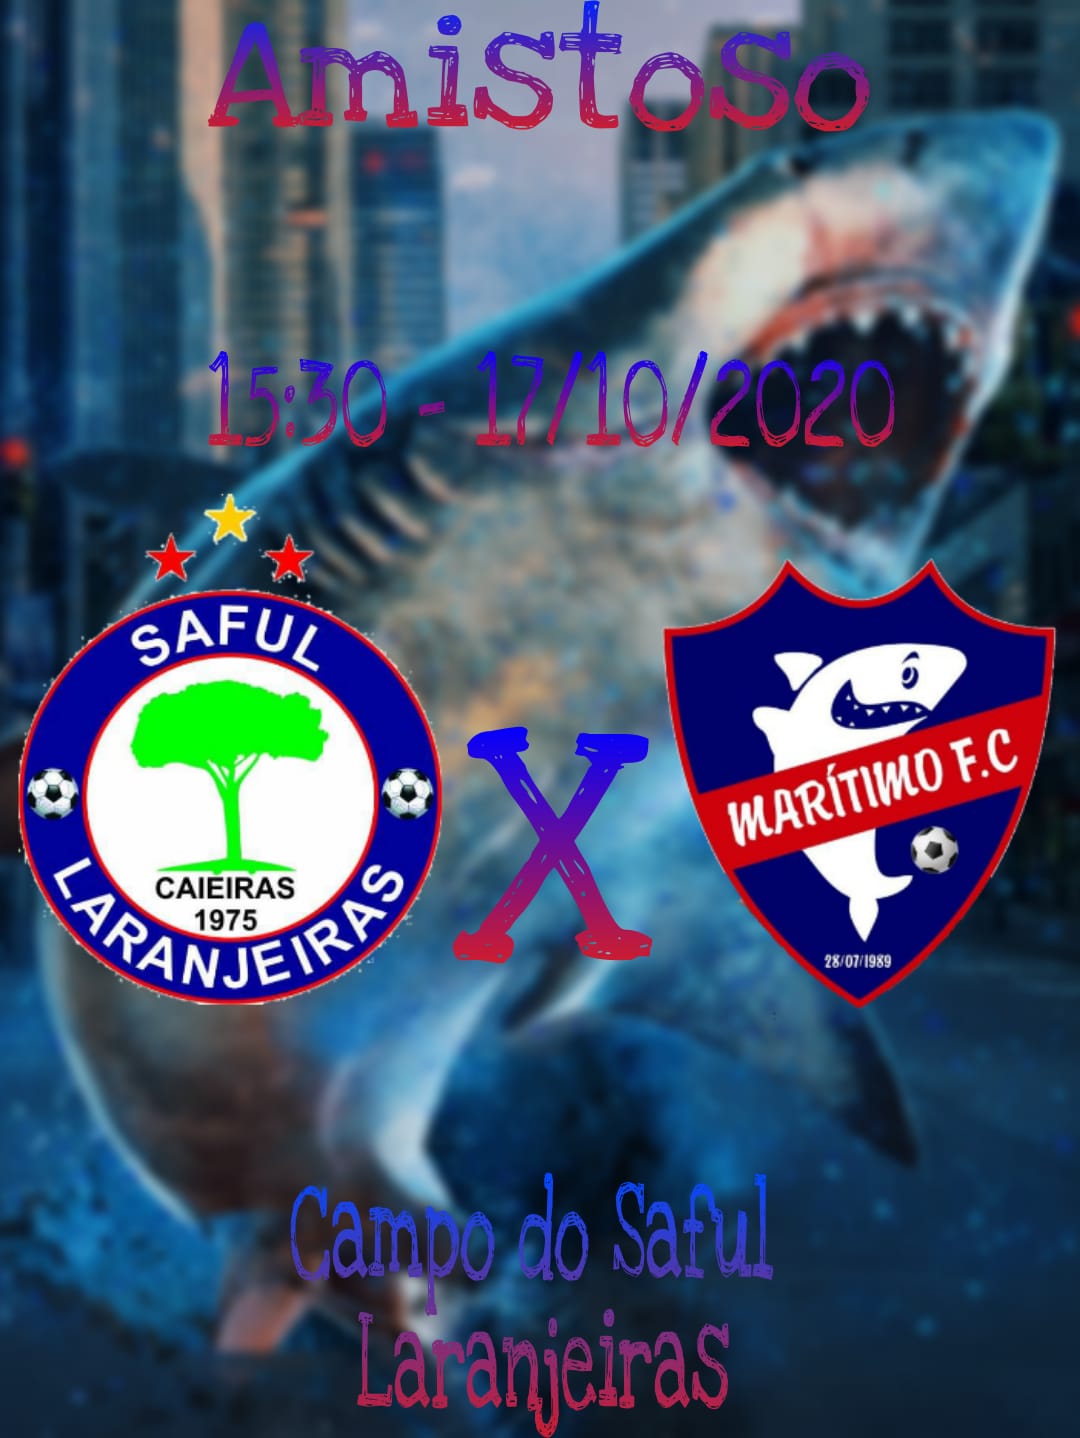 Amistoso
15:30 - 17/10/2020
SAFUL
CAIEIRAS
1975
LARANJEIRAS
X
MARÍTIMO F.C
28/07/1989
Campo do Saful
Laranjeiras